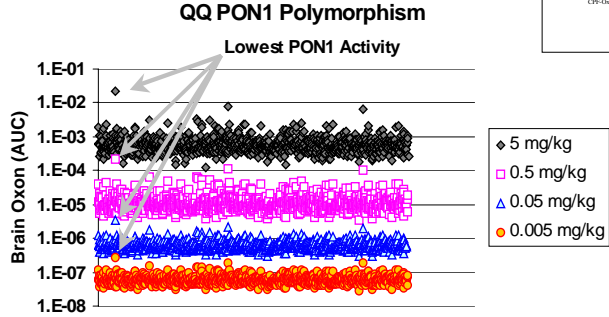 QQ PON1 Polymorphism
Lowest PON1 Activity
Brain Oxon (AUC)
1.E-01
1.E-02
1.E-03
1.E-04
1.E-05
1.E-06
1.E-07
1.E-08
5 mg/kg
0.5 mg/kg
0.05 mg/kg
0.005 mg/kg